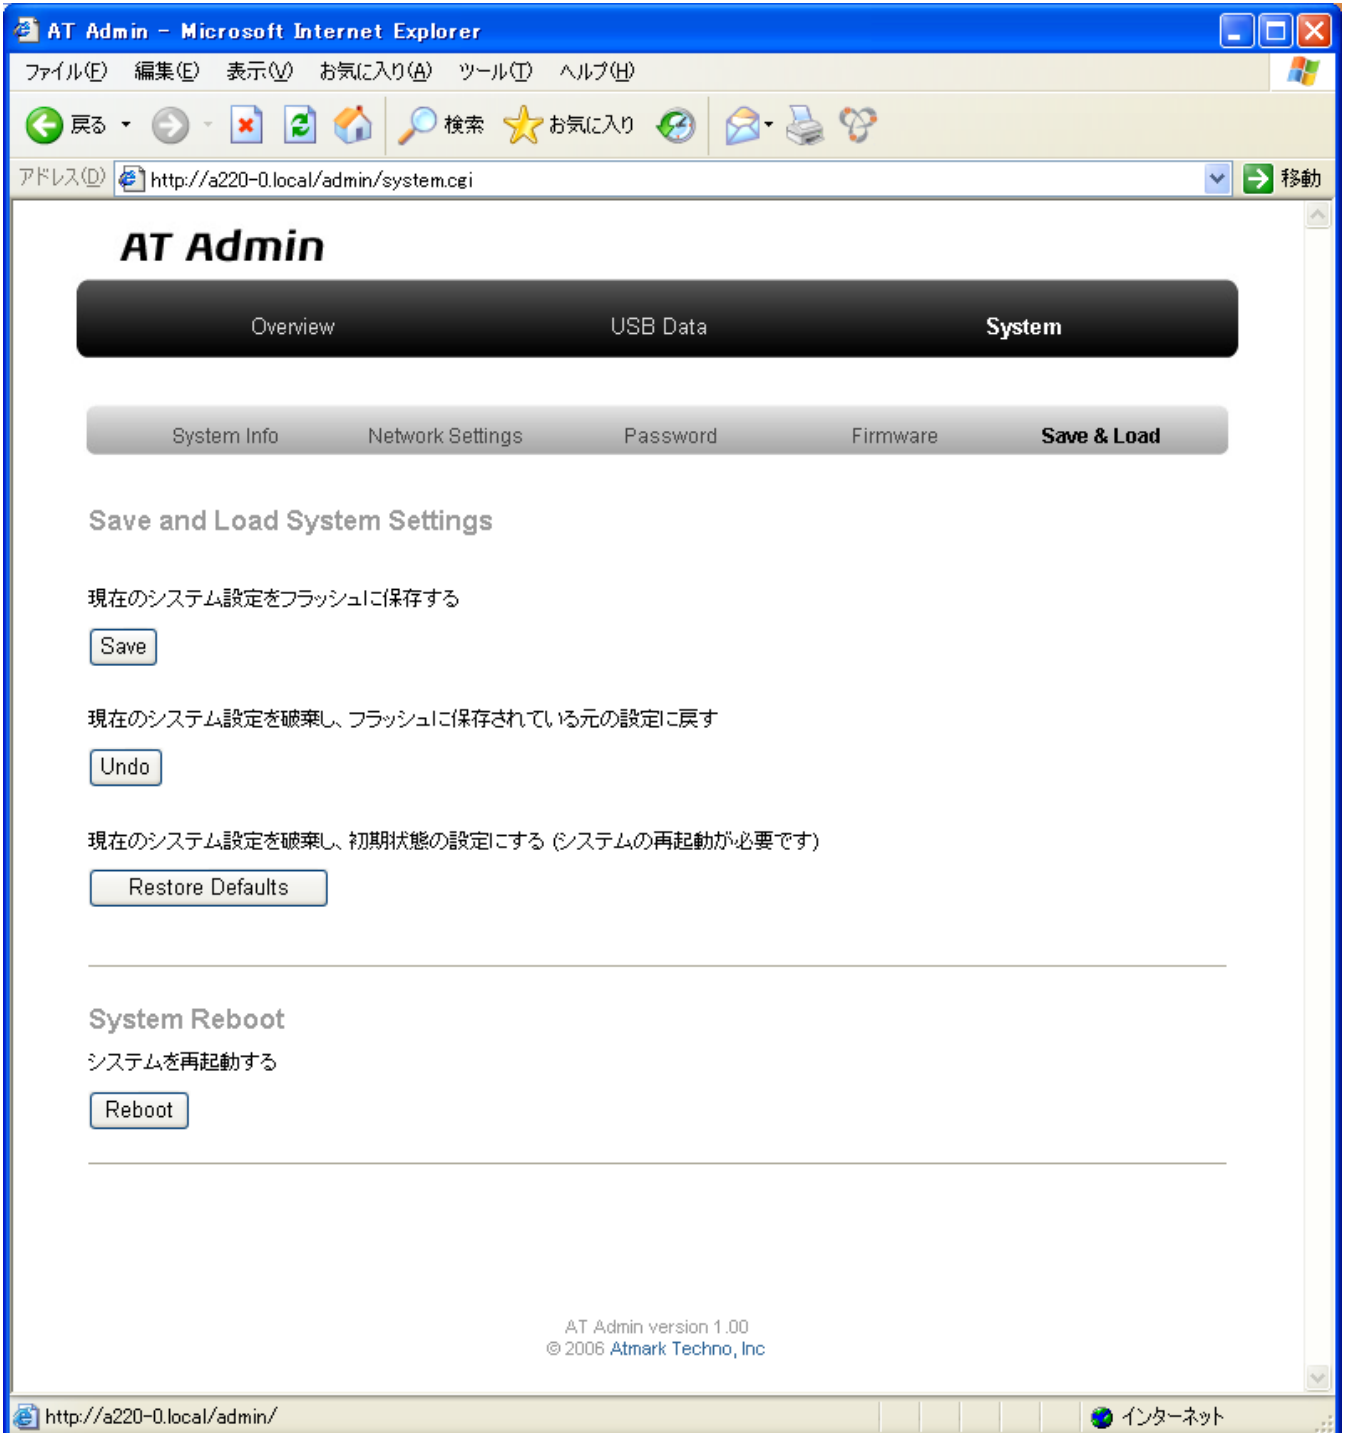 AT Admin - Microsoft Internet Explorer
ファイル(F) 編集(E) 表示(V) お気に入り(A) ツール(T) ヘルプ(H)
戻る 検索 お気に入り
アドレス(D) http://a220-0.local/admin/system.cgi 移動
AT Admin
Overview USB Data System
System Info Network Settings Password Firmware Save & Load
Save and Load System Settings
現在のシステム設定をフラッシュに保存する
Save
現在のシステム設定を破棄し、フラッシュに保存されている元の設定に戻す
Undo
現在のシステム設定を破棄し、初期状態の設定にする (システムの再起動が必要です)
Restore Defaults
System Reboot
システムを再起動する
Reboot
AT Admin version 1.00
© 2006 Atmark Techno, Inc
http://a220-0.local/admin/ インターネット